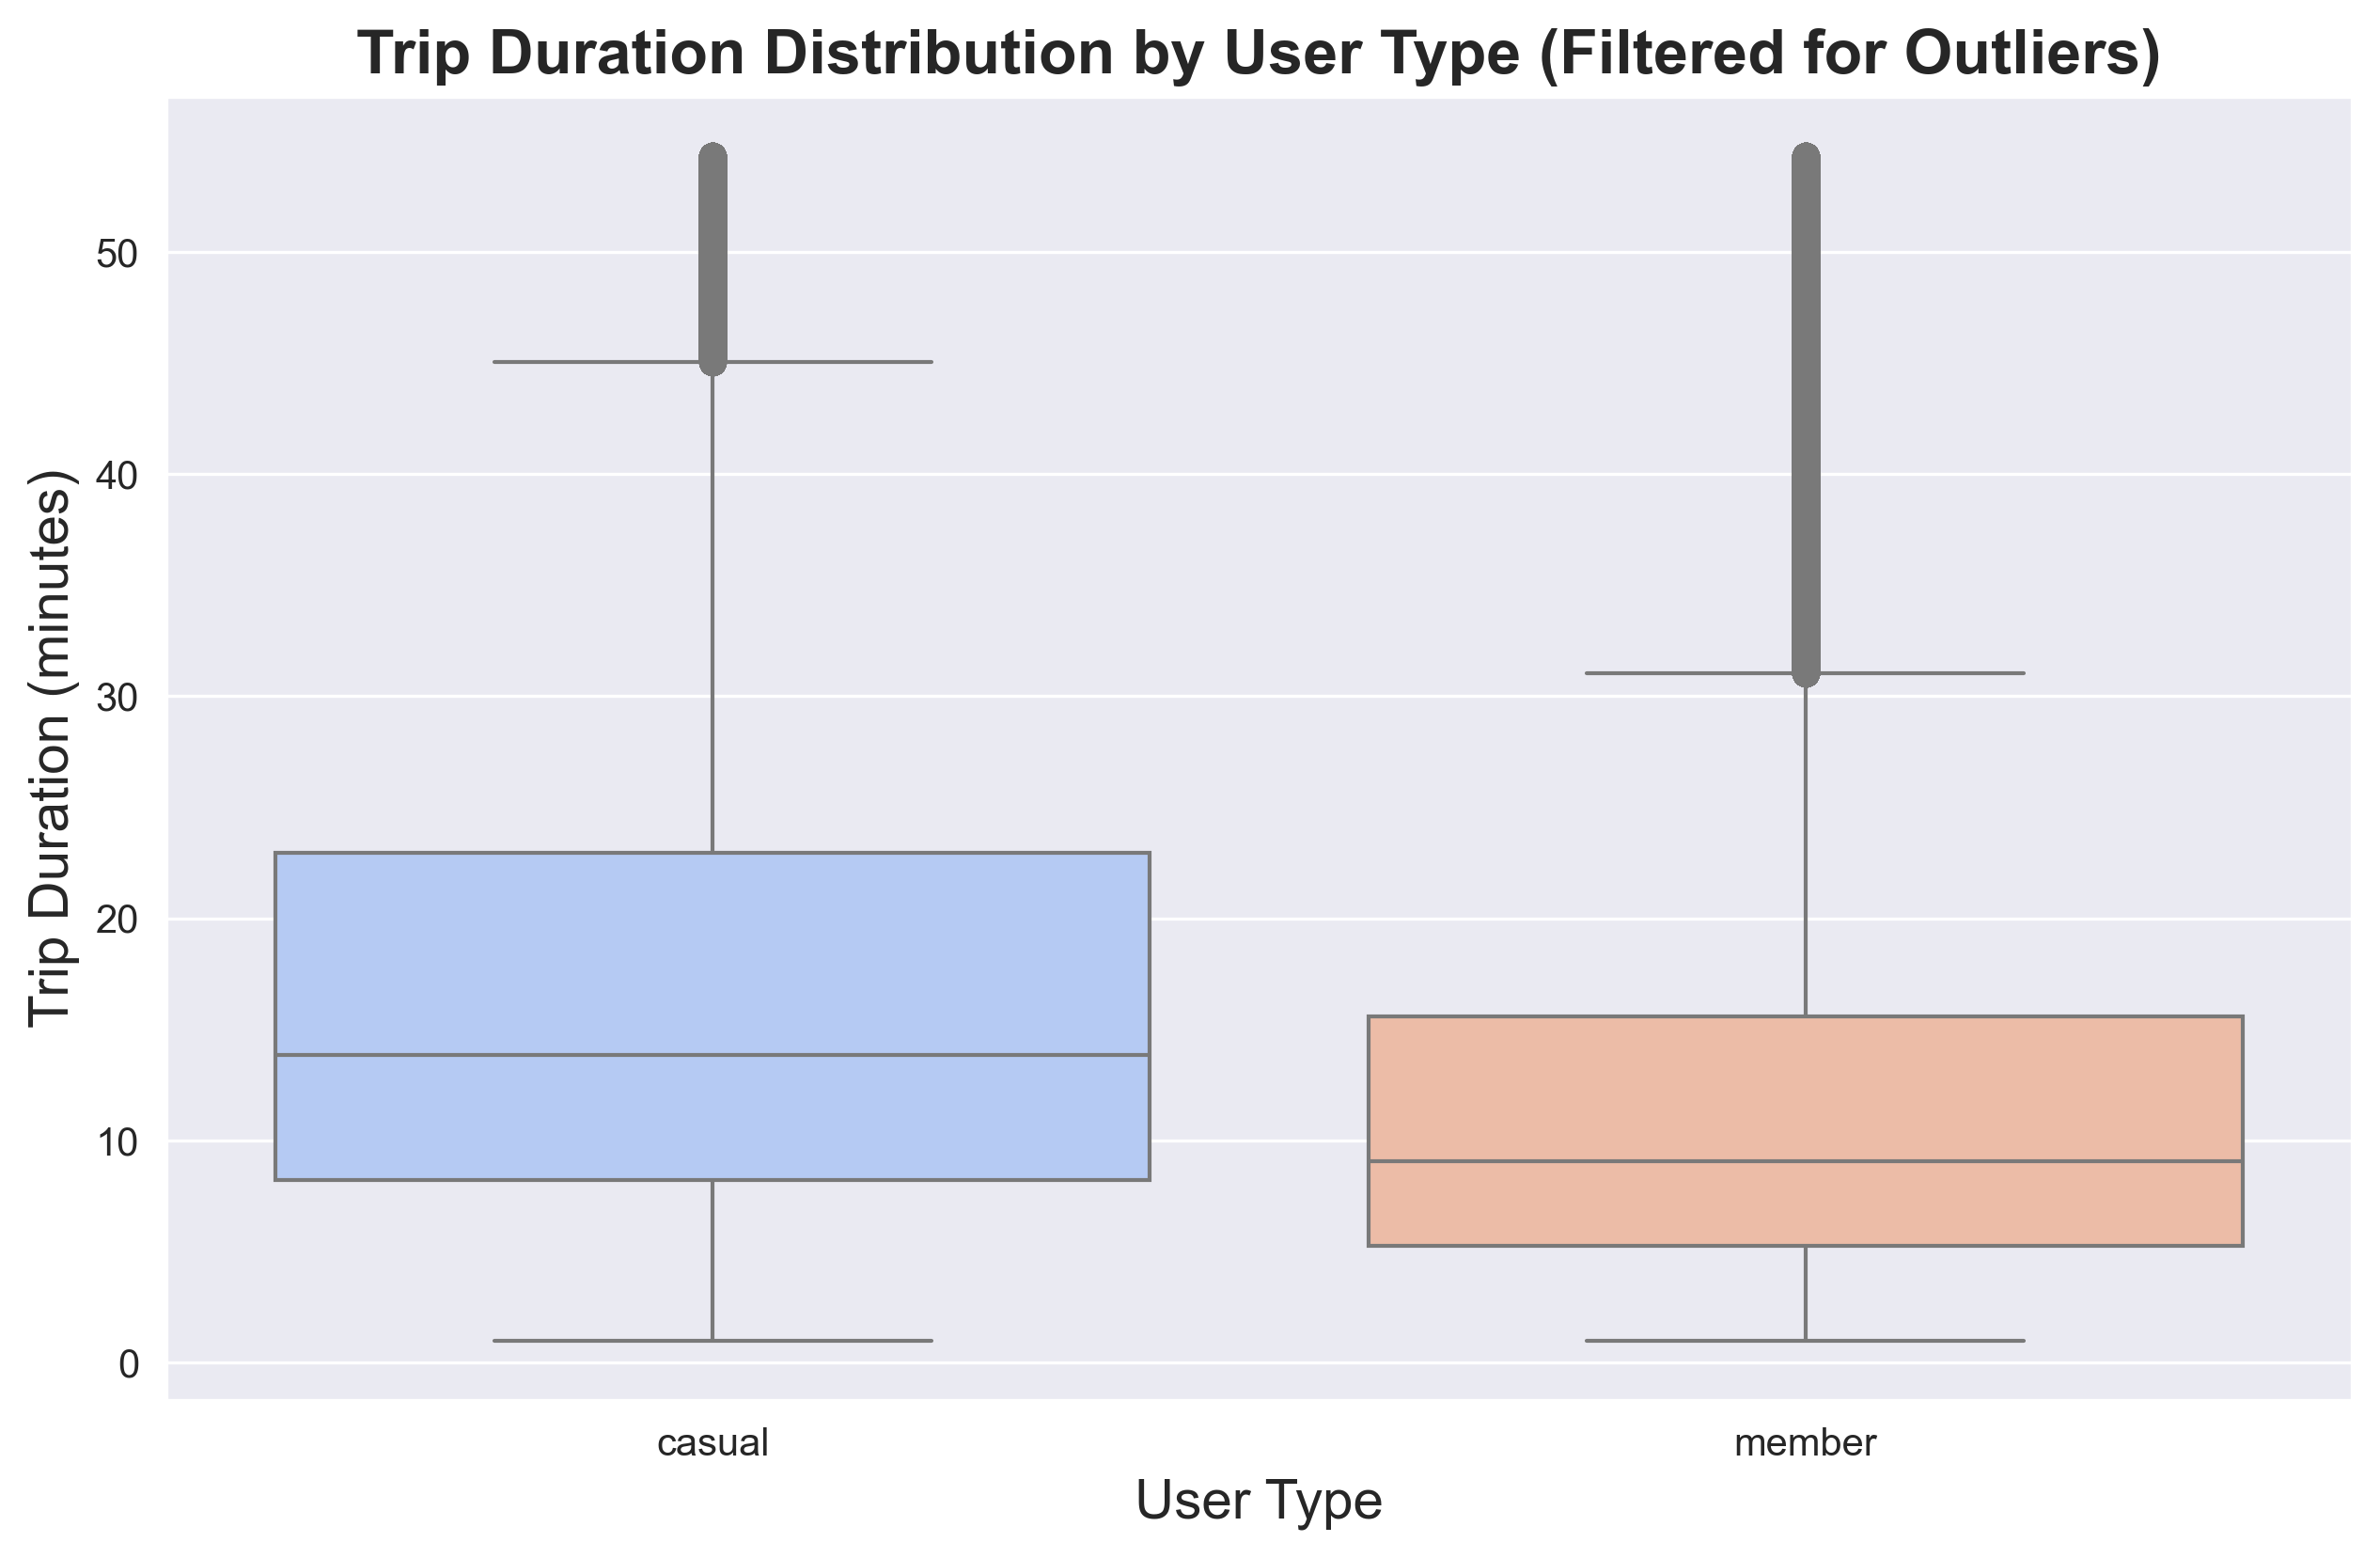 Trip Duration Distribution by User Type (Filtered for Outliers)
Trip Duration (minutes)
50
40
30
20
10
0
casual
member
User Type